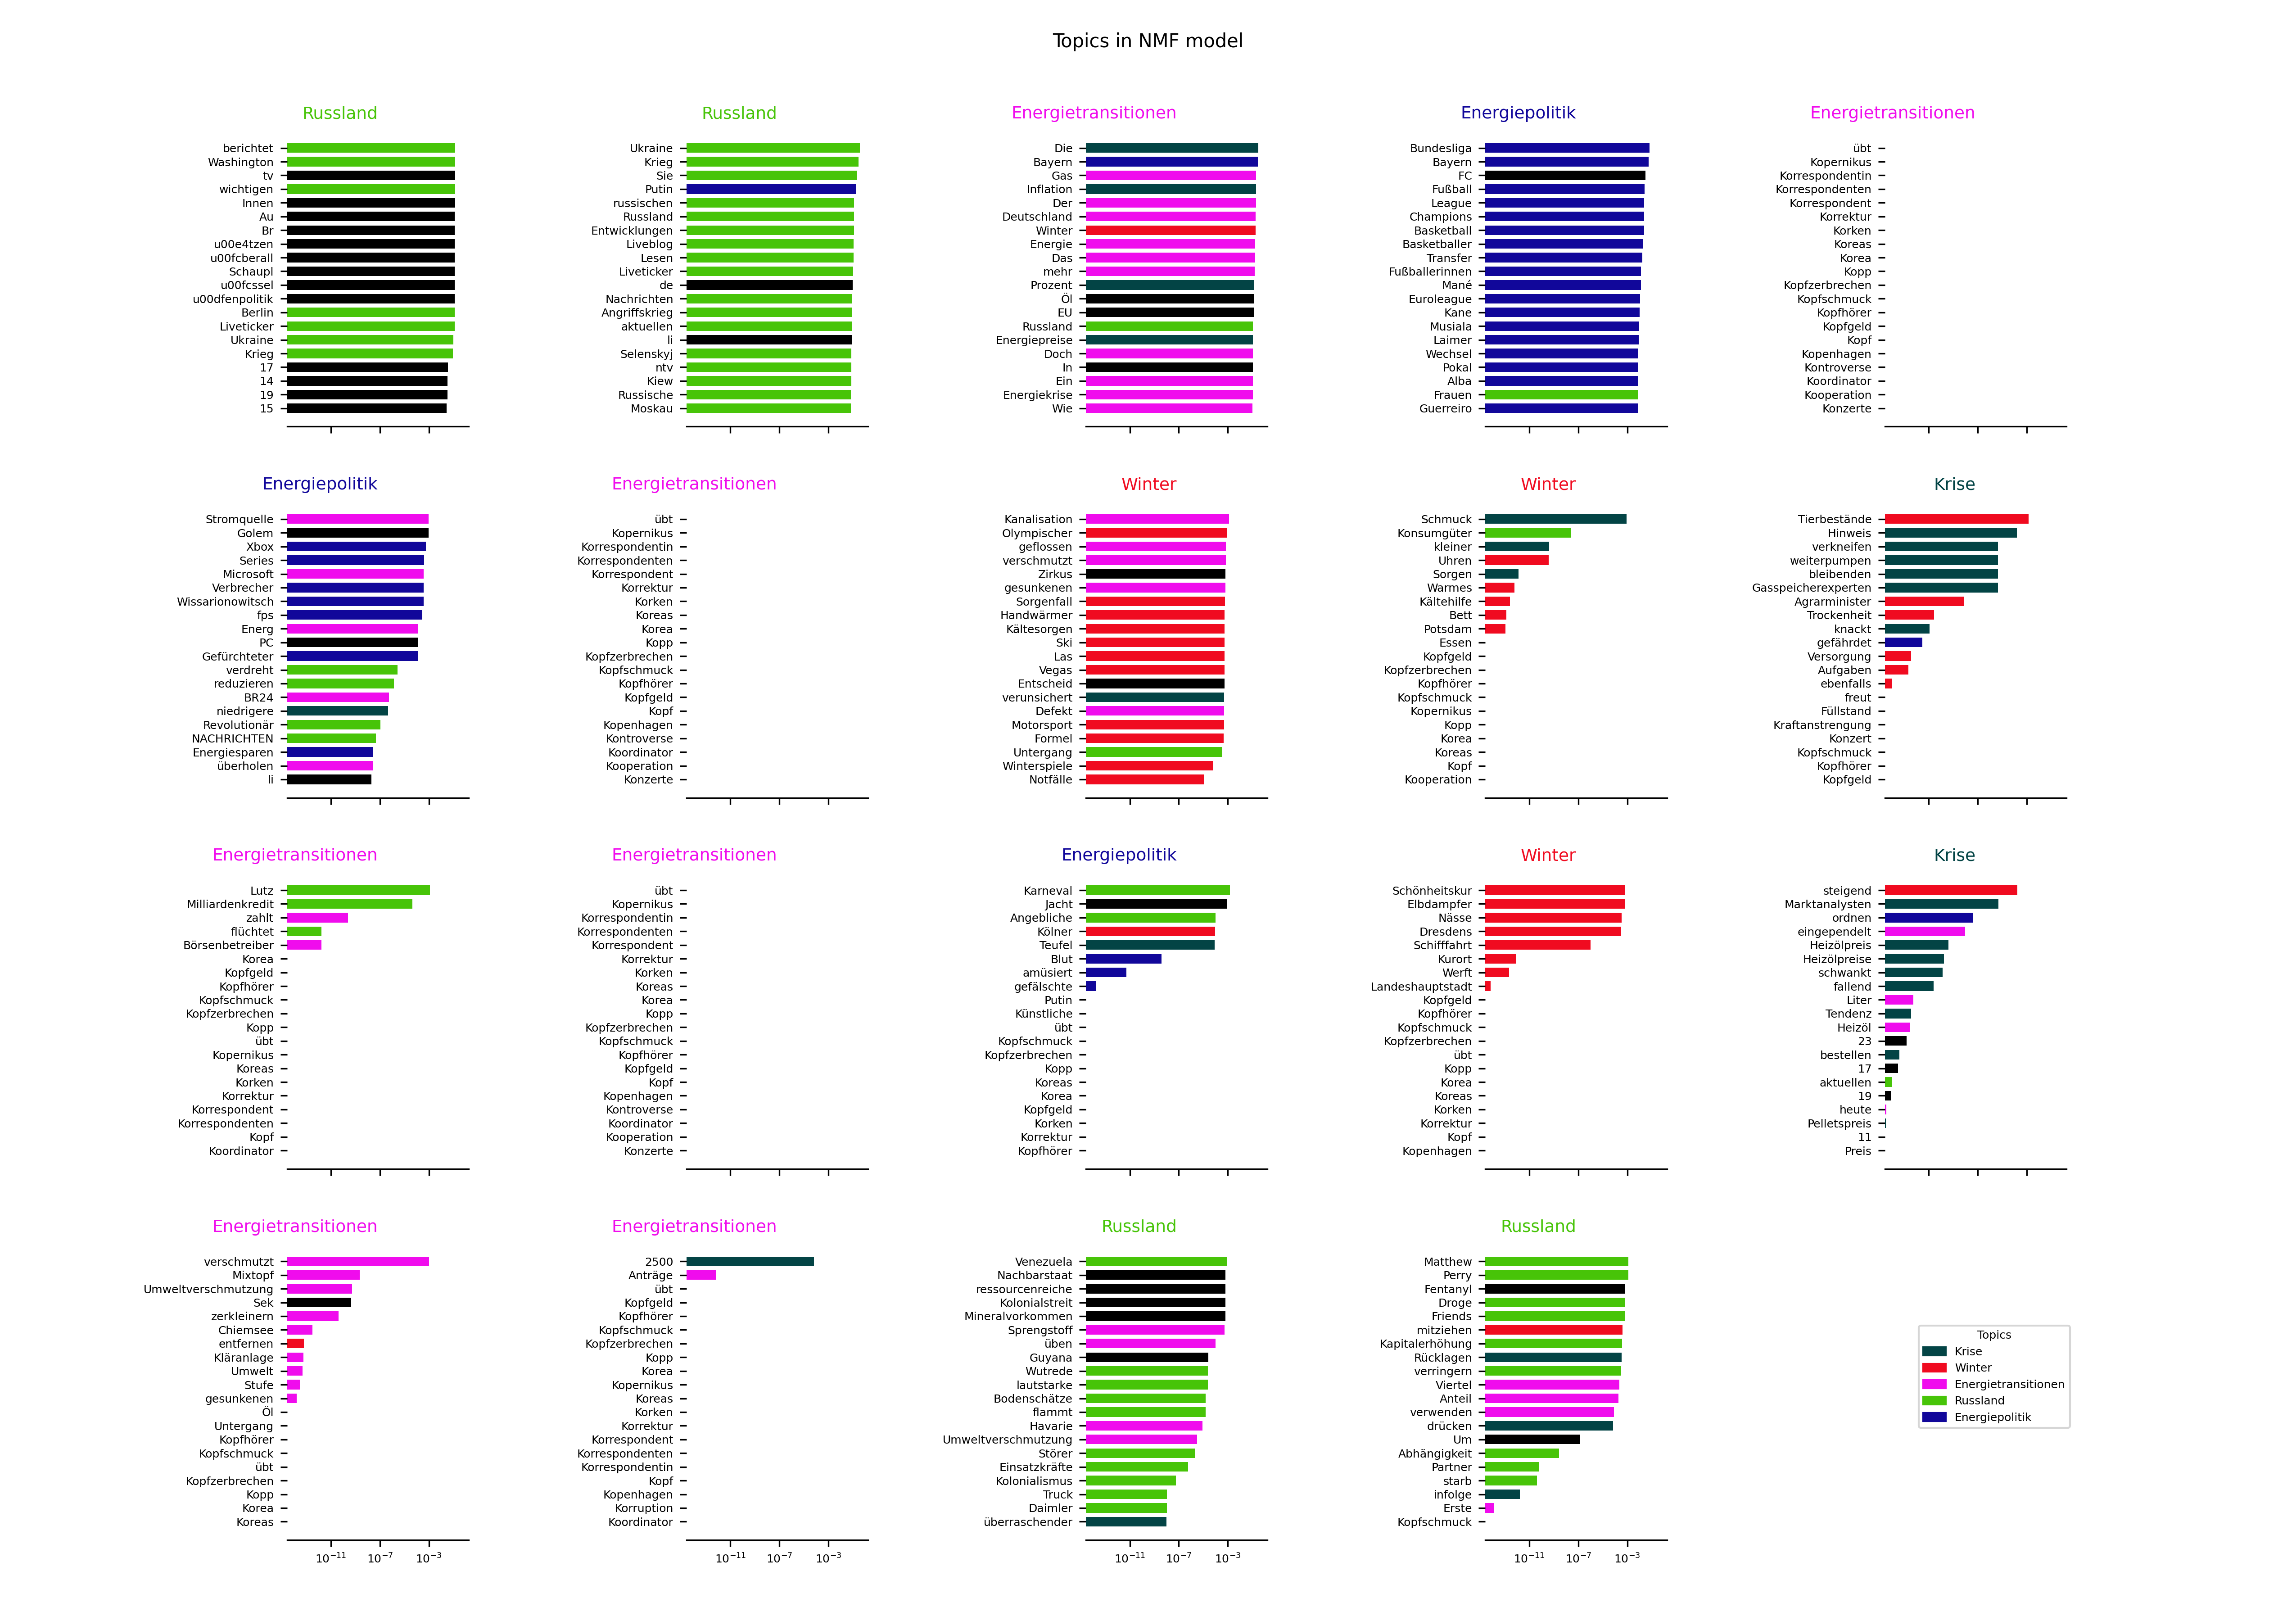 Topics in NMF model
Russland
berichtet
Washington
tv
wichtigen
Innen
Au
Br
u00e4tzen
u00fcberall
Schaupl
u00fcssel
u00dfenpolitik
Berlin
Liveticker
Ukraine
Krieg
17
14
19
15
Russland
Ukraine
Krieg
Sie
Putin
russischen
Russland
Entwicklungen
Liveblog
Lesen
Liveticker
de
Nachrichten
Angriffskrieg
aktuellen
li
Selenskyj
ntv
Kiew
Russische
Moskau
Energietransitionen
Die
Bayern
Gas
Inflation
Der
Deutschland
Winter
Energie
Das
mehr
Prozent
Öl
EU
Russland
Energiepreise
Doch
In
Ein
Energiekrise
Wie
Energiepolitik
Bundesliga
Bayern
FC
Fußball
League
Champions
Basketball
Basketballer
Transfer
Fußballerinnen
Mané
Euroleague
Kane
Musiala
Laimer
Wechsel
Pokal
Alba
Frauen
Guerreiro
Energietransitionen
übt
Kopernikus
Korrespondentin
Korrespondenten
Korrespondent
Korrektur
Korken
Koreas
Korea
Kopp
Kopfzerbrechen
Kopfschmuck
Kopfhörer
Kopfgeld
Kopf
Kopenhagen
Kontroverse
Koordinator
Kooperation
Konzerte
Energiepolitik
Stromquelle
Golem
Xbox
Series
Microsoft
Verbrecher
Wissarionowitsch
fps
Energ
PC
Gefürchteter
verdreht
reduzieren
BR24
niedrigere
Revolutionär
NACHRICHTEN
Energiesparen
überholen
li
Energietransitionen
übt
Kopernikus
Korrespondentin
Korrespondenten
Korrespondent
Korrektur
Korken
Koreas
Korea
Kopp
Kopfzerbrechen
Kopfschmuck
Kopfhörer
Kopfgeld
Kopf
Kopenhagen
Kontroverse
Koordinator
Kooperation
Konzerte
Winter
Kanalisation
Olympischer
geflossen
verschmutzt
Zirkus
gesunkenen
Sorgenfall
Handwärmer
Kältesorgen
Ski
Las
Vegas
Entscheid
verunsichert
Defekt
Motorsport
Formel
Untergang
Winterspiele
Notfälle
Winter
Schmuck
Konsumgüter
kleiner
Uhren
Sorgen
Warmes
Kältehilfe
Bett
Potsdam
Essen
Kopfgeld
Kopfzerbrechen
Kopfhörer
Kopfschmuck
Kopernikus
Kopp
Korea
Koreas
Kopf
Kooperation
Krise
Tierbestände
Hinweis
verkneifen
weiterpumpen
bleibenden
Gasspeicherexperten
Agrarminister
Trockenheit
knackt
gefährdet
Versorgung
Aufgaben
ebenfalls
freut
Füllstand
Kraftanstrengung
Konzert
Kopfschmuck
Kopfhörer
Kopfgeld
Energietransitionen
Lutz
Milliardenkredit
zahlt
flüchtet
Börsenbetreiber
Korea
Kopfgeld
Kopfhörer
Kopfschmuck
Kopfzerbrechen
Kopp
übt
Kopernikus
Koreas
Korken
Korrektur
Korrespondent
Korrespondenten
Kopf
Koordinator
Energietransitionen
übt
Kopernikus
Korrespondentin
Korrespondenten
Korrespondent
Korrektur
Korken
Koreas
Korea
Kopp
Kopfzerbrechen
Kopfschmuck
Kopfhörer
Kopfgeld
Kopf
Kopenhagen
Kontroverse
Koordinator
Kooperation
Konzerte
Energiepolitik
Karneval
Jacht
Angebliche
Kölner
Teufel
Blut
amüsiert
gefälschte
Putin
Künstliche
übt
Kopfschmuck
Kopfzerbrechen
Kopp
Koreas
Korea
Kopfgeld
Korken
Korrektur
Kopfhörer
Winter
Schönheitskur
Elbdampfer
Nässe
Dresdens
Schifffahrt
Kurort
Werft
Landeshauptstadt
Kopfgeld
Kopfhörer
Kopfschmuck
Kopfzerbrechen
übt
Kopp
Korea
Koreas
Korken
Korrektur
Kopf
Kopenhagen
Krise
steigend
Marktanalysten
ordnen
eingependelt
Heizölpreis
Heizölpreise
schwankt
fallend
Liter
Tendenz
Heizöl
23
bestellen
17
aktuellen
19
heute
Pelletspreis
11
Preis
Energietransitionen
verschmutzt
Mixtopf
Umweltverschmutzung
Sek
zerkleinern
Chiemsee
entfernen
Kläranlage
Umwelt
Stufe
gesunkenen
Öl
Untergang
Kopfhörer
Kopfschmuck
übt
Kopfzerbrechen
Kopp
Korea
Koreas
10⁻¹¹ 10⁻⁷ 10⁻³
Energietransitionen
2500
Anträge
übt
Kopfgeld
Kopfhörer
Kopfschmuck
Kopfzerbrechen
Kopp
Korea
Kopernikus
Koreas
Korken
Korrektur
Korrespondent
Korrespondenten
Korrespondentin
Kopf
Kopenhagen
Korruption
Koordinator
10⁻¹¹ 10⁻⁷ 10⁻³
Russland
Venezuela
Nachbarstaat
ressourcenreiche
Kolonialstreit
Mineralvorkommen
Sprengstoff
üben
Guyana
Wutrede
lautstarke
Bodenschätze
flammt
Havarie
Umweltverschmutzung
Störer
Einsatzkräfte
Kolonialismus
Truck
Daimler
überraschender
10⁻¹¹ 10⁻⁷ 10⁻³
Russland
Matthew
Perry
Fentanyl
Droge
Friends
mitziehen
Kapitalerhöhung
Rücklagen
verringern
Viertel
Anteil
verwenden
drücken
Um
Abhängigkeit
Partner
starb
infolge
Erste
Kopfschmuck
10⁻¹¹ 10⁻⁷ 10⁻³
Topics
Krise
Winter
Energietransitionen
Russland
Energiepolitik